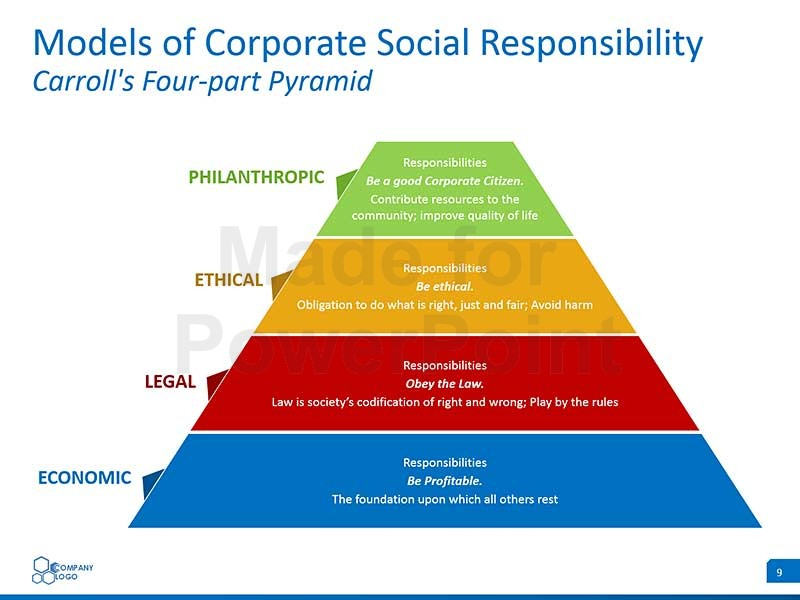 Models of Corporate Social Responsibility
Carroll's Four-part Pyramid
PHILANTHROPIC
Responsibilities
Be a good Corporate Citizen.
Contribute resources to the
community; improve quality of life
ETHICAL
Responsibilities
Be ethical.
Obligation to do what is right, just and fair; Avoid harm
LEGAL
Responsibilities
Obey the Law.
Law is society's codification of right and wrong; Play by the rules
ECONOMIC
Responsibilities
Be Profitable.
The foundation upon which all others rest
Made for
PowerPoint
COMPANY
LOGO
9